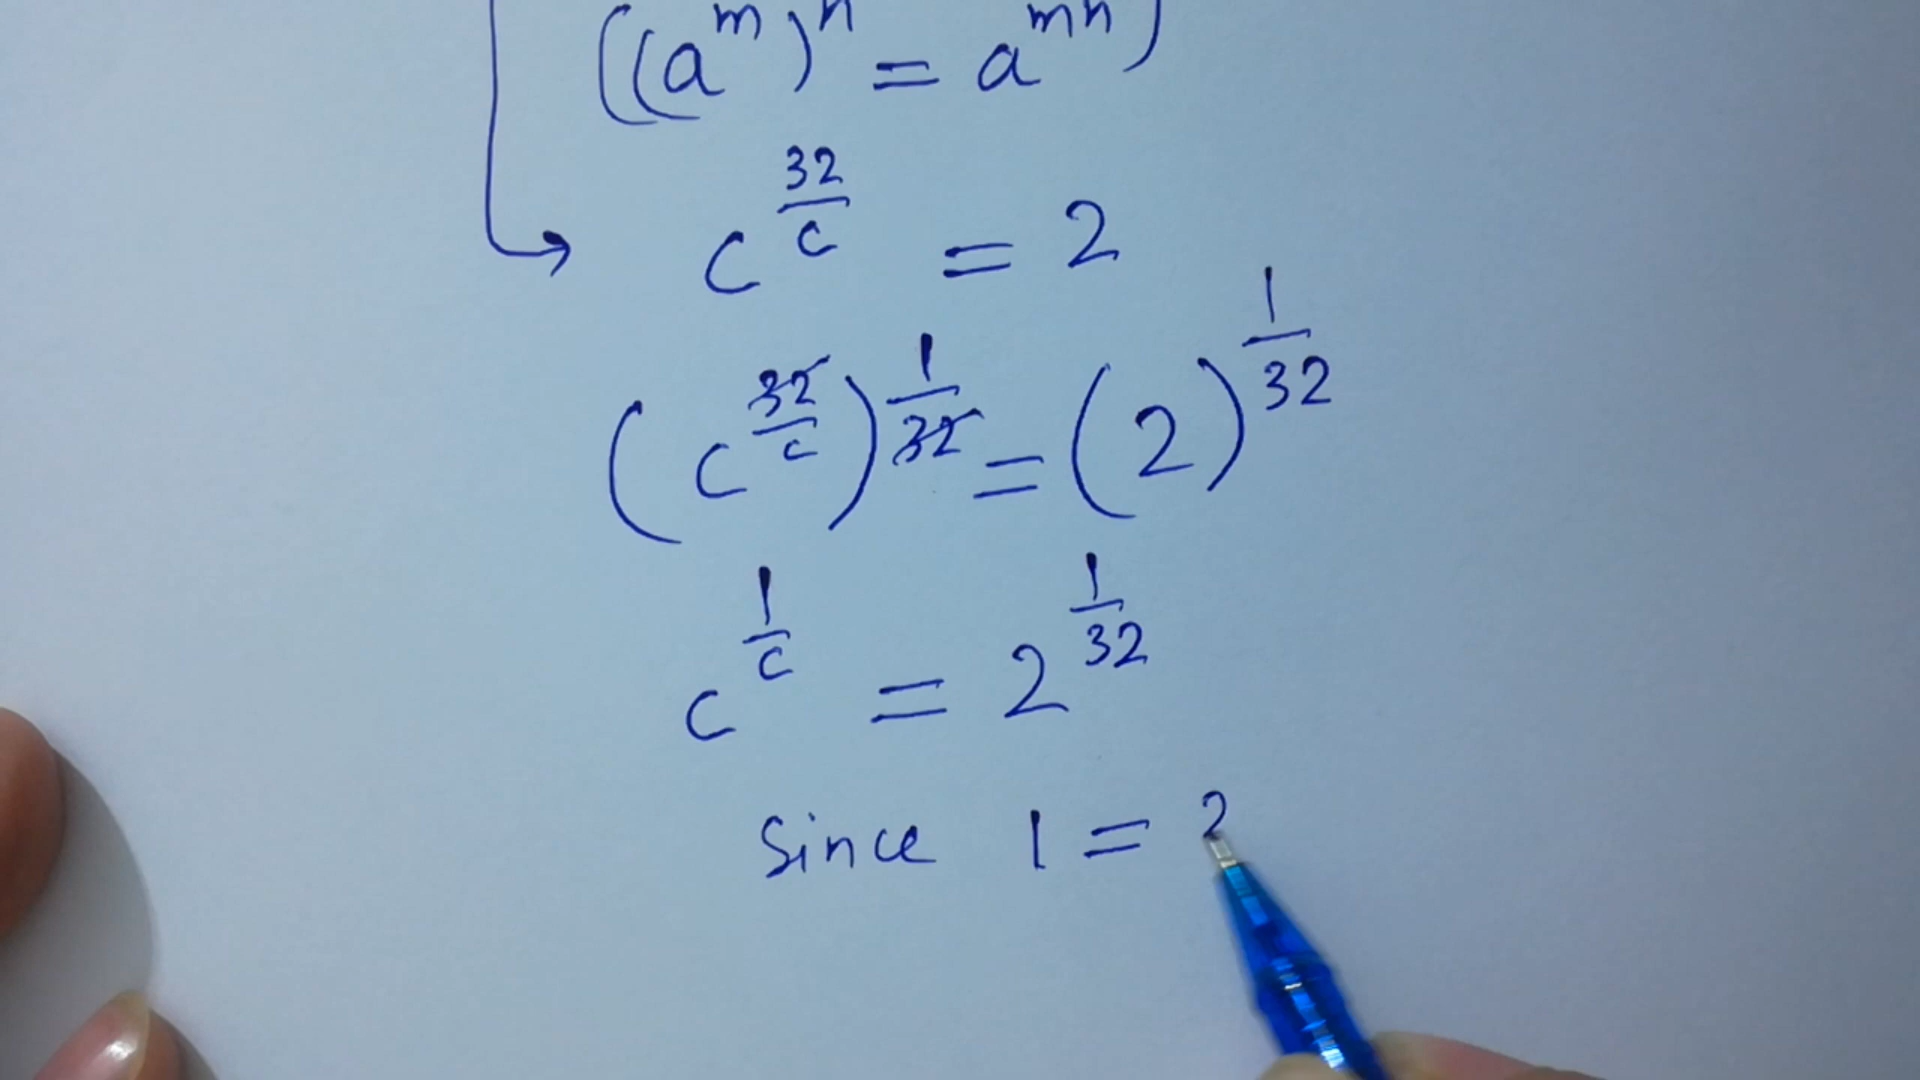 ((a^m)^n = a^mn)
c^(32/c) = 2
(c^(32/c))^(1/32) = (2)^(1/32)
c^(1/c) = 2^(1/32)
Since 1 = 2